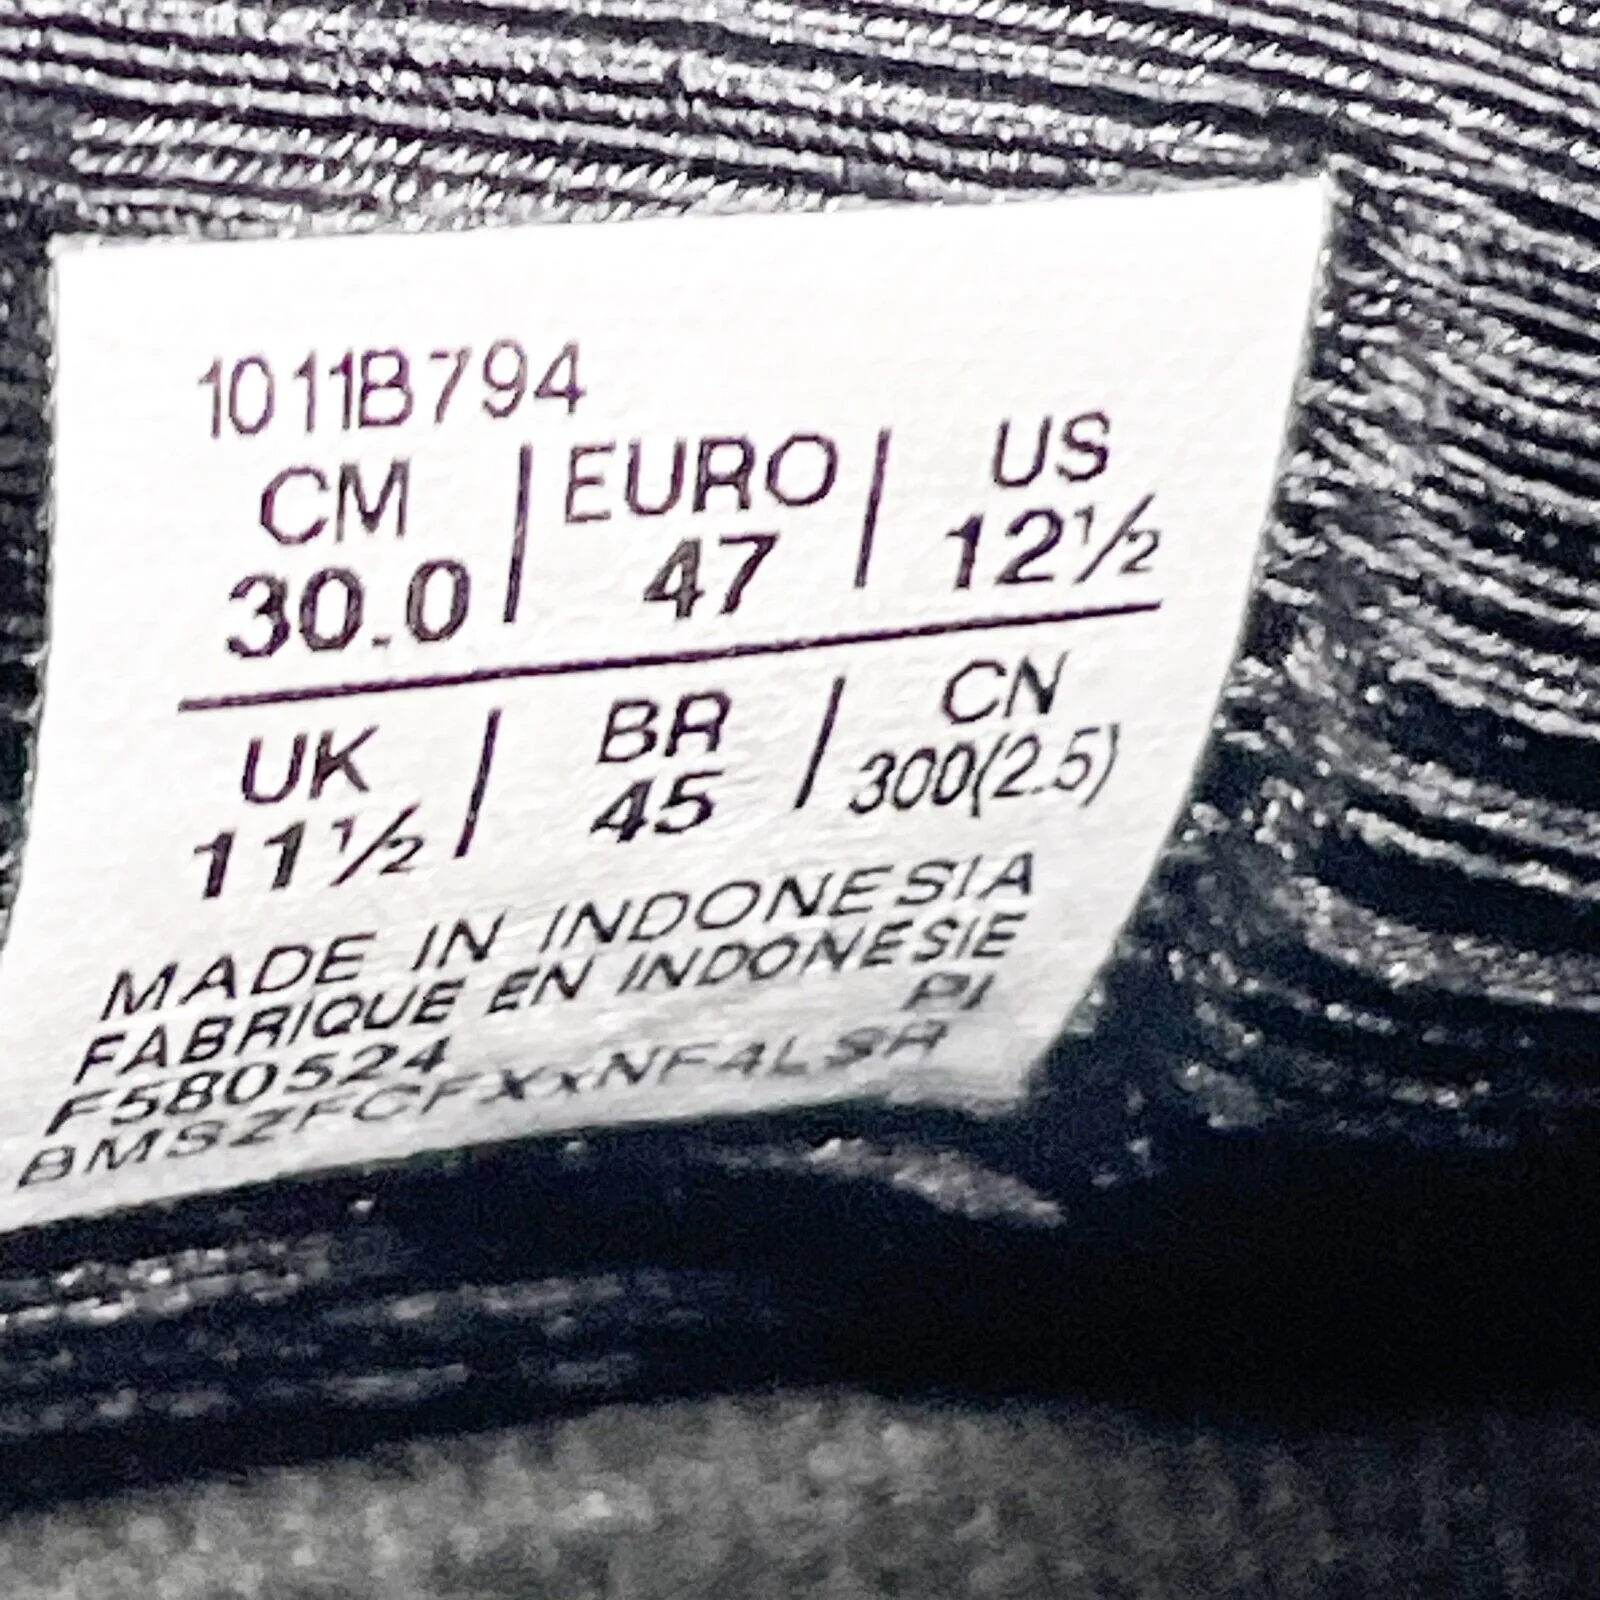 1011B794
CM | EURO | US
30.0 | 47 | 12½
UK | BR | CN
11½ | 45 | 300(2.5)
MADE IN INDONESIA
FABRIQUE EN INDONESIE
PI
F580524